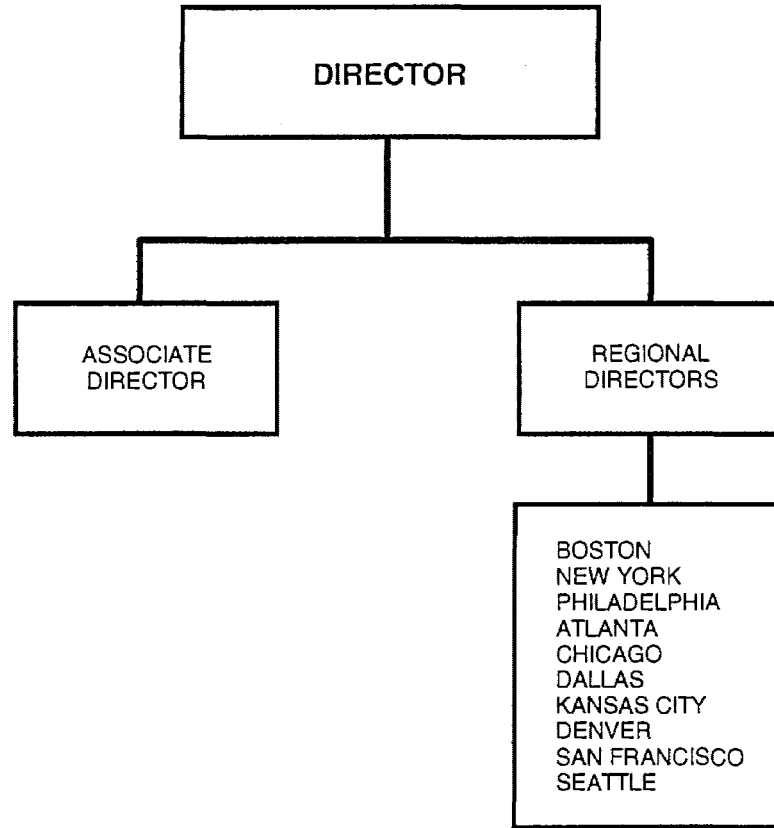 DIRECTOR
ASSOCIATE
DIRECTOR
REGIONAL
DIRECTORS
BOSTON
NEW YORK
PHILADELPHIA
ATLANTA
CHICAGO
DALLAS
KANSAS CITY
DENVER
SAN FRANCISCO
SEATTLE